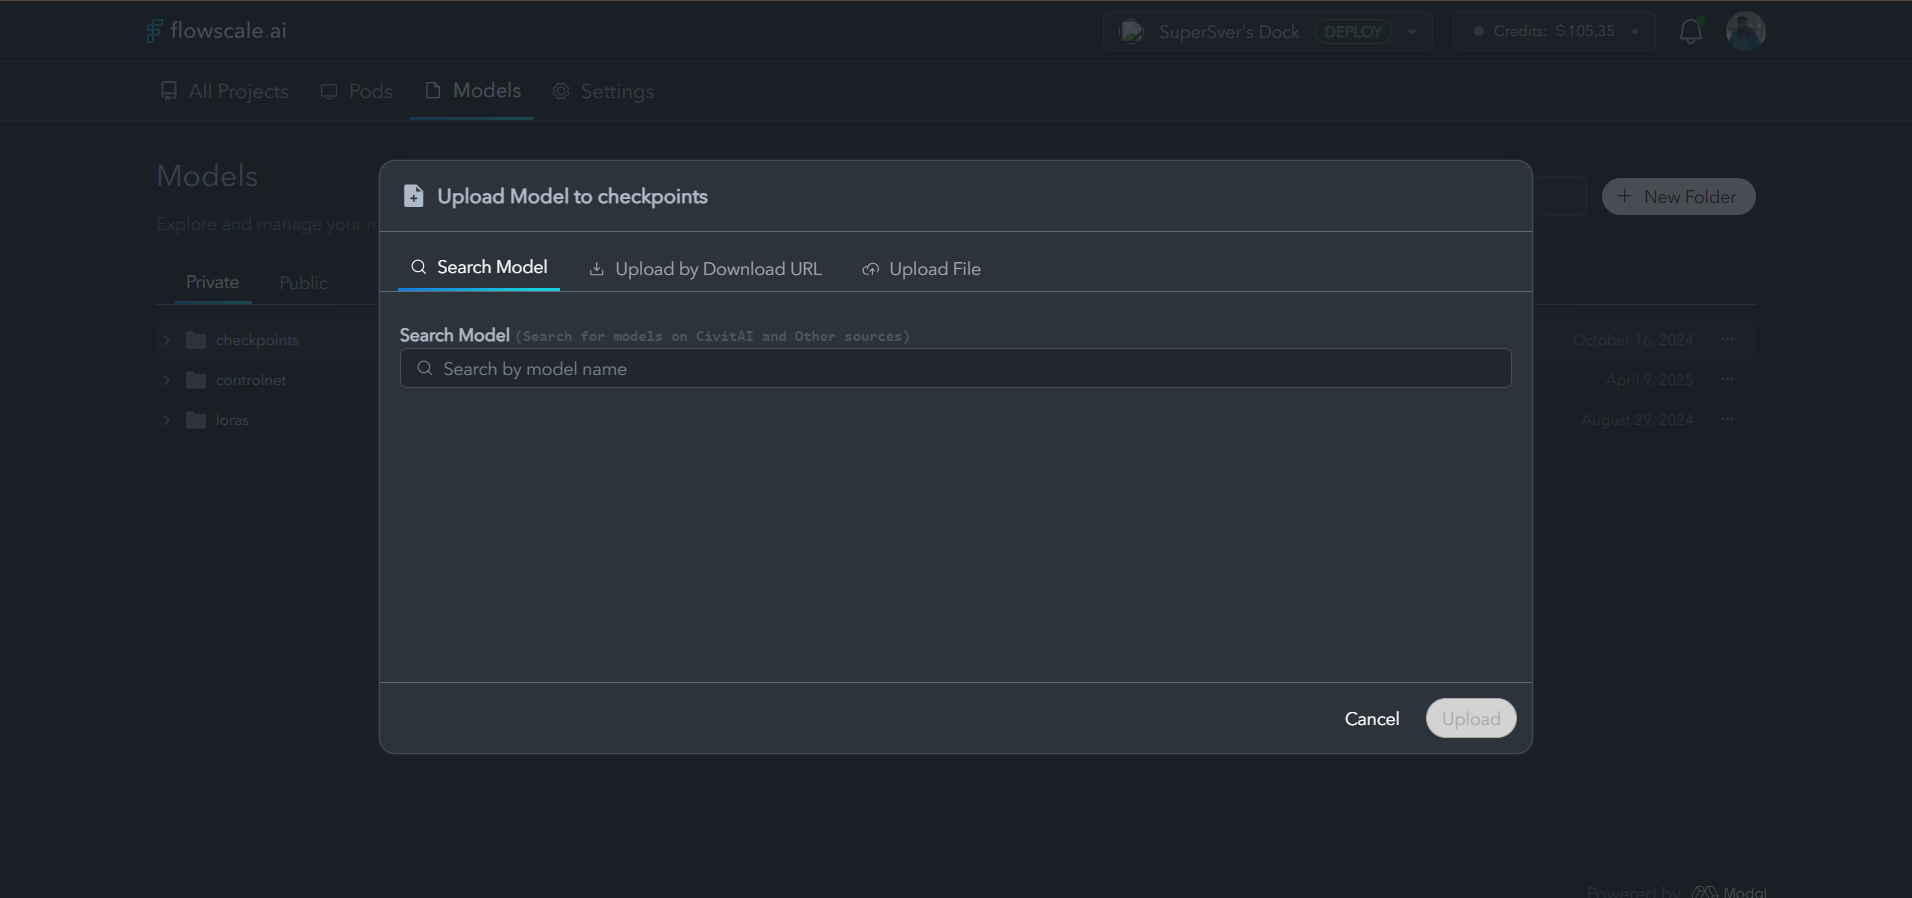 flowscale.ai
SuperSver's Dock DEPLOY
Credits: $ 105.35
All Projects Pods Models Settings
Models
Explore and manage your m
New Folder
Private Public
checkpoints October 16, 2024
controlnet April 9, 2025
loras August 29, 2024
Upload Model to checkpoints
Search Model Upload by Download URL Upload File
Search Model (Search for models on CivitAI and Other sources)
Search by model name
Cancel Upload
Powered by Modal